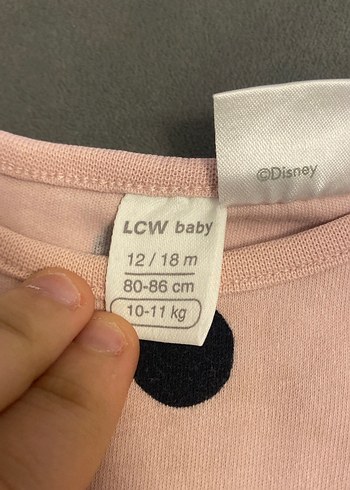 ©Disney
LCW baby
12 / 18 m
80-86 cm
10-11 kg